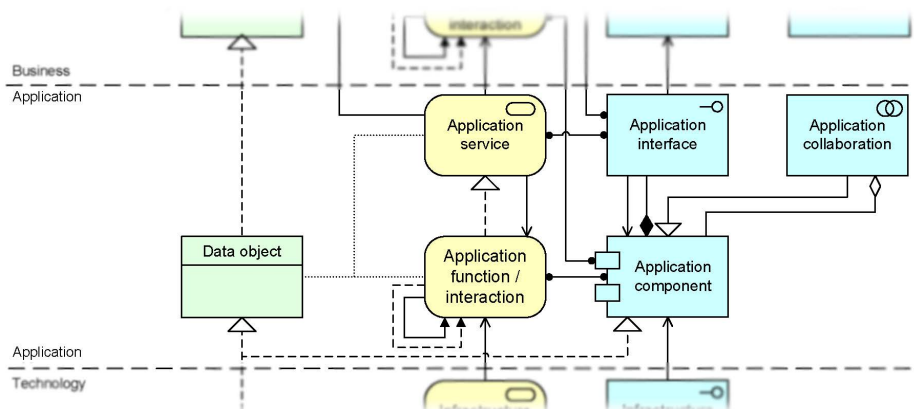 interaction
Business
Application
Application
service
Application
interface
Application
collaboration
Data object
Application
function /
interaction
Application
component
Application
Technology